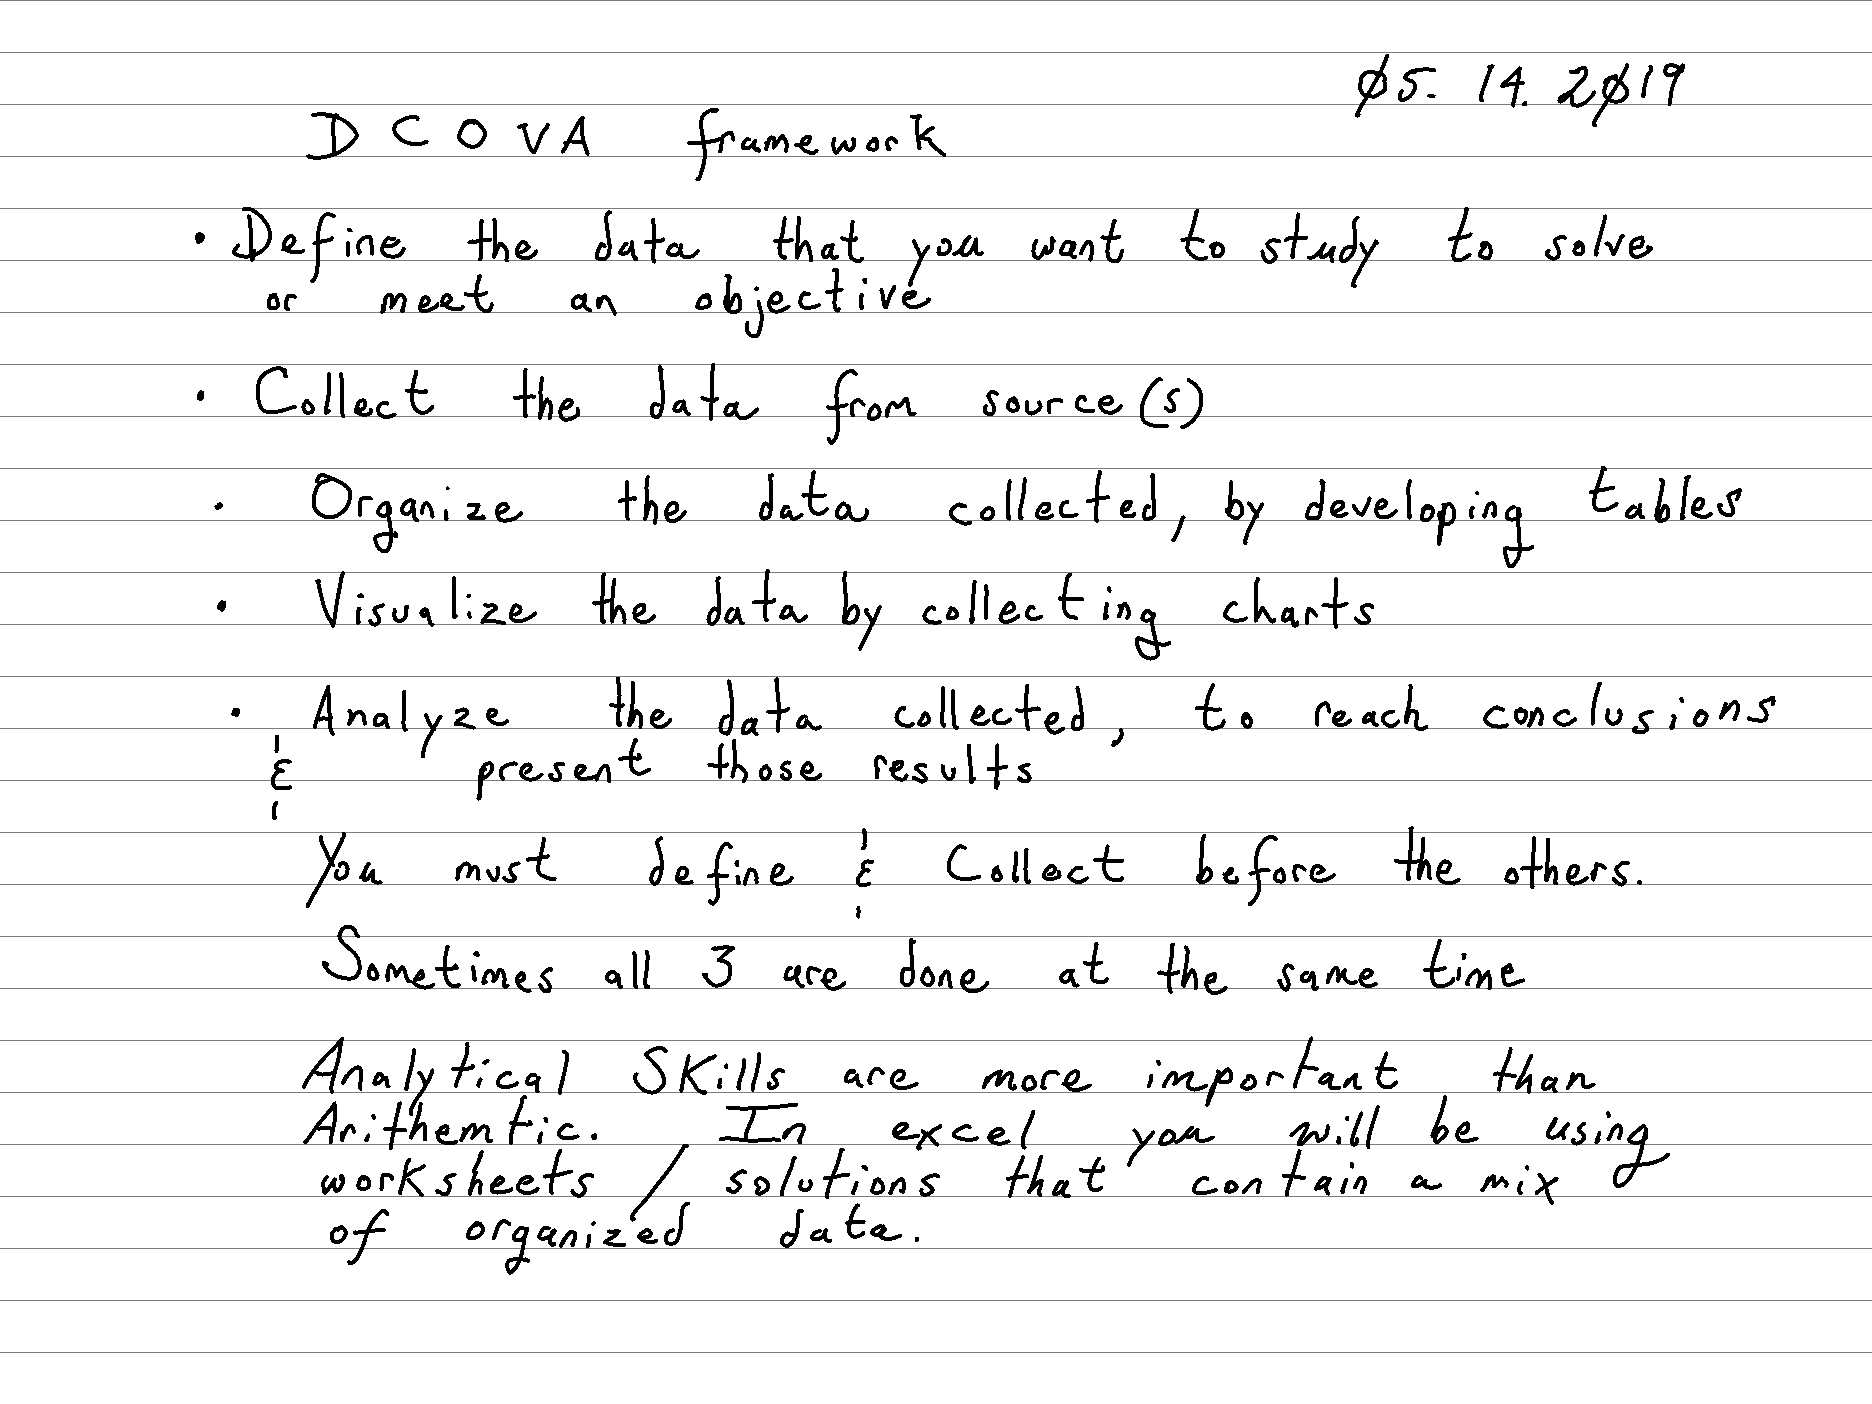 05. 14. 2019
DCOVA framework
• Define the data that you want to study to solve
or meet an objective
• Collect the data from source(s)
• Organize the data collected, by developing tables
• Visualize the data by collecting charts
• Analyze the data collected, to reach conclusions
& present those results
You must define & Collect before the others.
Sometimes all 3 are done at the same time
Analytical Skills are more important than
Arithemtic. In excel you will be using
worksheets / solutions that contain a mix
of organized data.